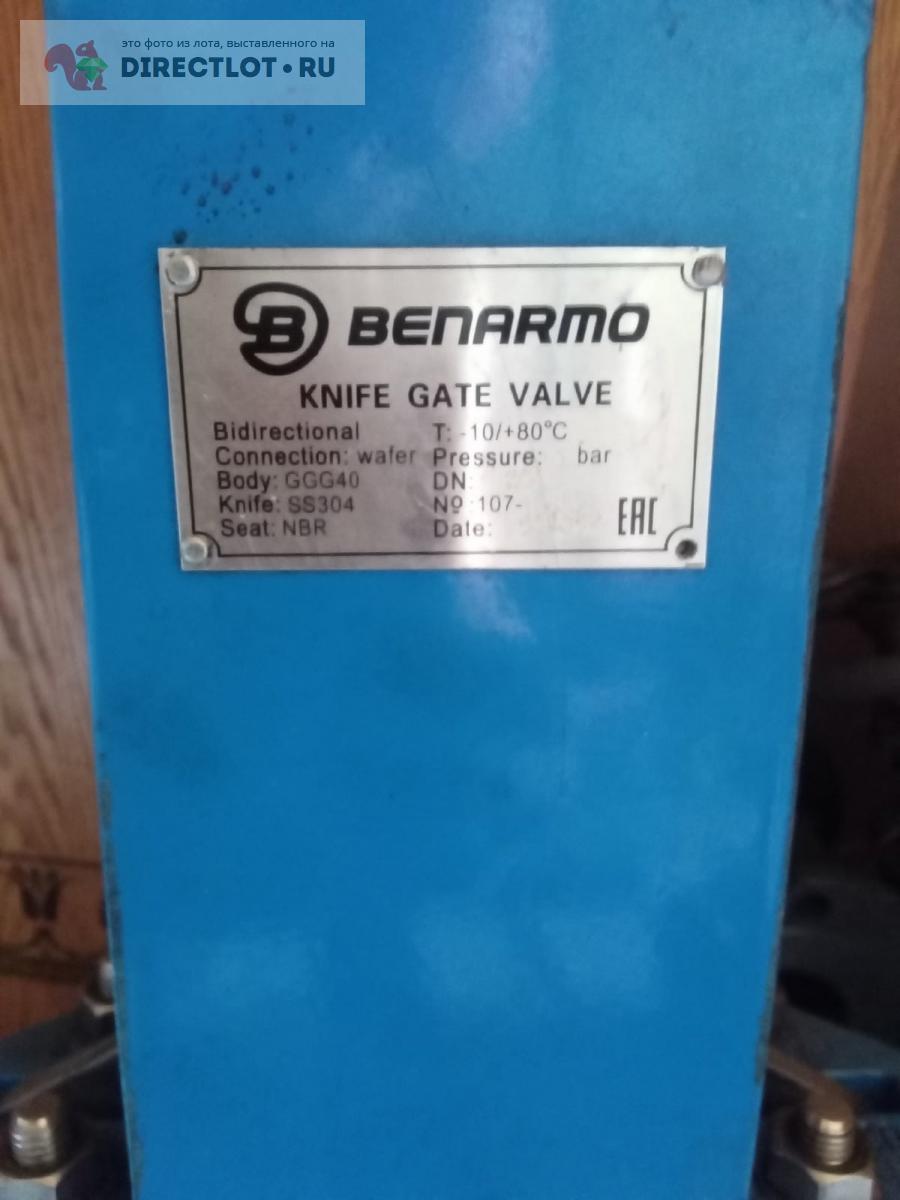 это фото из лота, выставленного на
DIRECTLOT•RU
B BENARMO
KNIFE GATE VALVE
Bidirectional T: -10/+80°C
Connection: wafer Pressure: bar
Body: GGG40 DN:
Knife: SS304 № 107-
Seat: NBR Date:
EAC